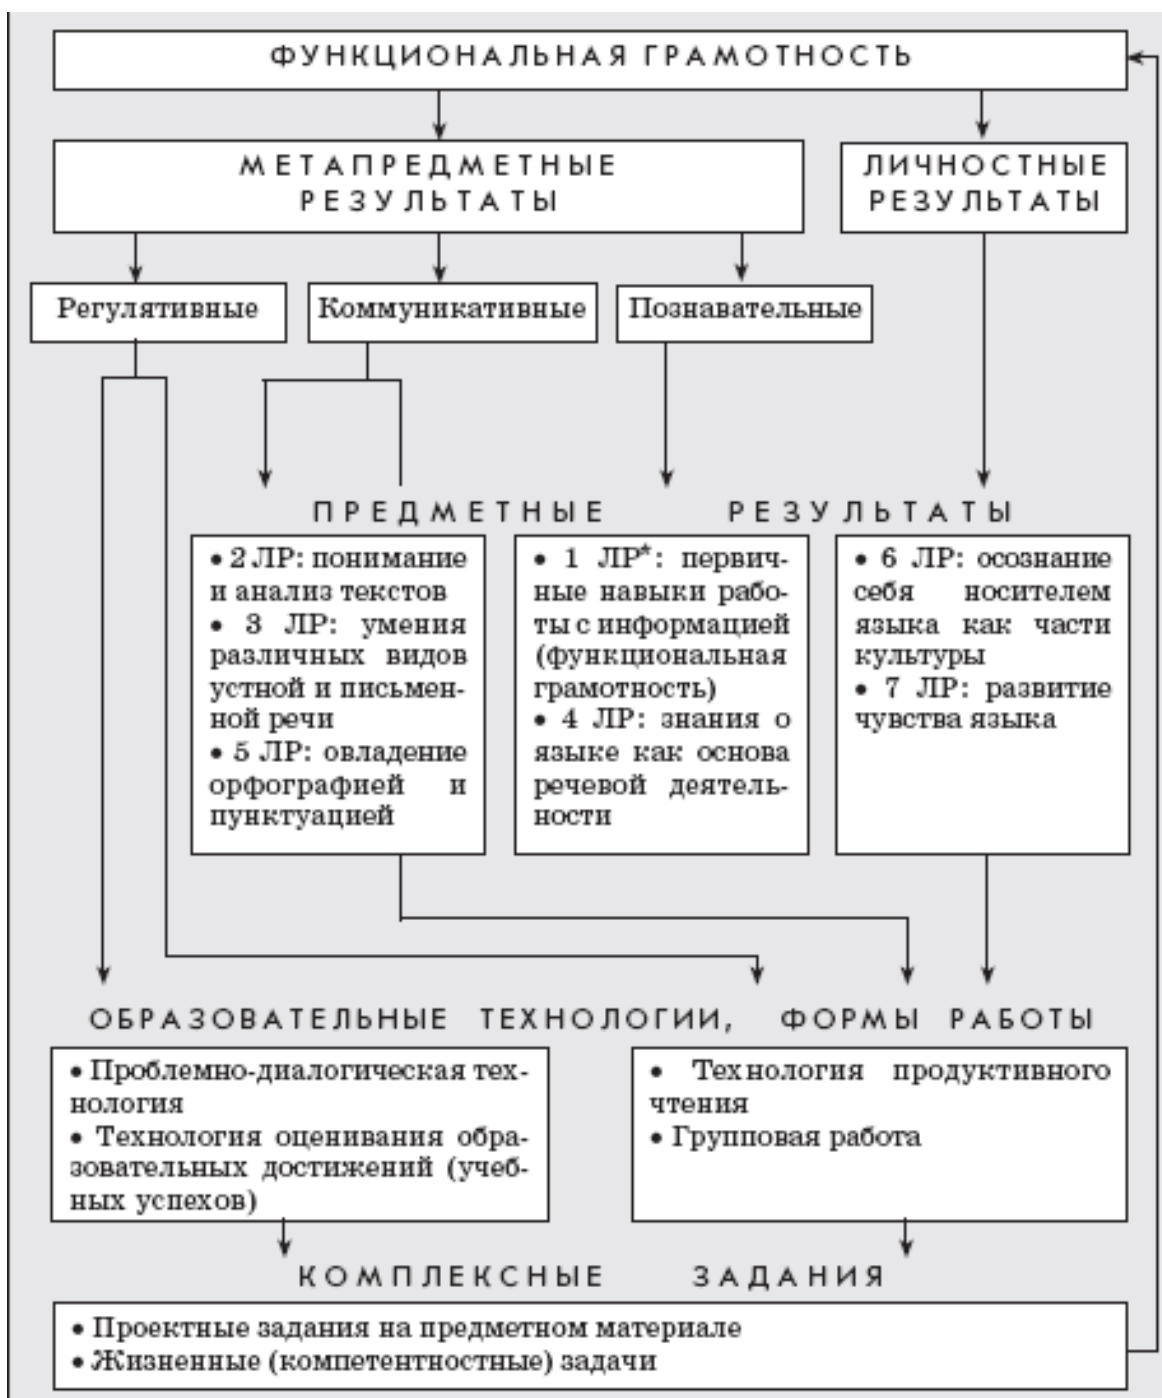 ФУНКЦИОНАЛЬНАЯ ГРАМОТНОСТЬ
МЕТАПРЕДМЕТНЫЕ
РЕЗУЛЬТАТЫ
ЛИЧНОСТНЫЕ
РЕЗУЛЬТАТЫ
Регулятивные
Коммуникативные
Познавательные
ПРЕДМЕТНЫЕ РЕЗУЛЬТАТЫ
• 2 ЛР: понимание
и анализ текстов
• 3 ЛР: умения
различных видов
устной и письмен-
ной речи
• 5 ЛР: овладение
орфографией и
пунктуацией
• 1 ЛР*: первич-
ные навыки рабо-
ты с информацией
(функциональная
грамотность)
• 4 ЛР: знания о
языке как основа
речевой деятель-
ности
• 6 ЛР: осознание
себя носителем
языка как части
культуры
• 7 ЛР: развитие
чувства языка
ОБРАЗОВАТЕЛЬНЫЕ ТЕХНОЛОГИИ, ФОРМЫ РАБОТЫ
• Проблемно-диалогическая тех-
нология
• Технология оценивания обра-
зовательных достижений (учеб-
ных успехов)
• Технология продуктивного
чтения
• Групповая работа
КОМПЛЕКСНЫЕ ЗАДАНИЯ
• Проектные задания на предметном материале
• Жизненные (компетентностные) задачи